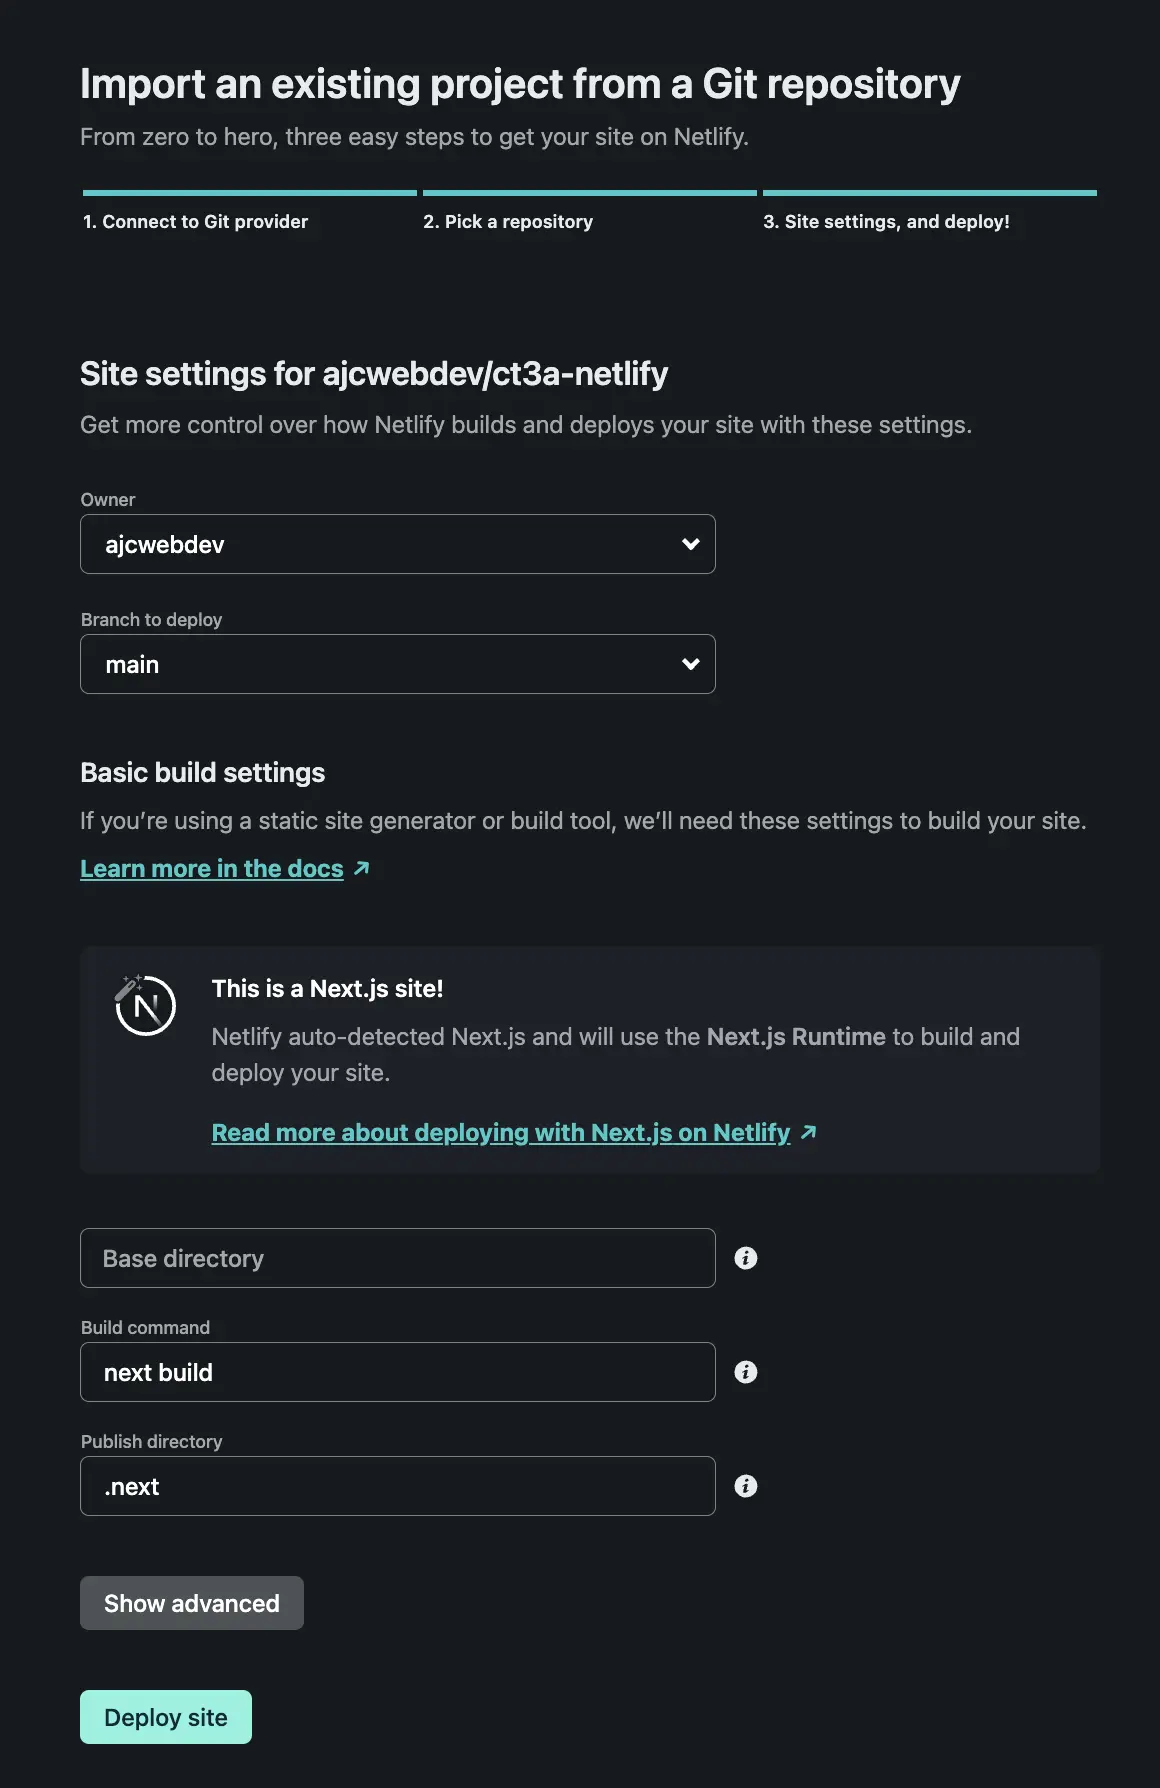 Import an existing project from a Git repository
From zero to hero, three easy steps to get your site on Netlify.
1. Connect to Git provider
2. Pick a repository
3. Site settings, and deploy!
Site settings for ajcwebdev/ct3a-netlify
Get more control over how Netlify builds and deploys your site with these settings.
Owner
ajcwebdev
Branch to deploy
main
Basic build settings
If you’re using a static site generator or build tool, we’ll need these settings to build your site.
Learn more in the docs ↗
N
This is a Next.js site!
Netlify auto-detected Next.js and will use the Next.js Runtime to build and
deploy your site.
Read more about deploying with Next.js on Netlify ↗
Base directory
i
Build command
next build
i
Publish directory
.next
i
Show advanced
Deploy site